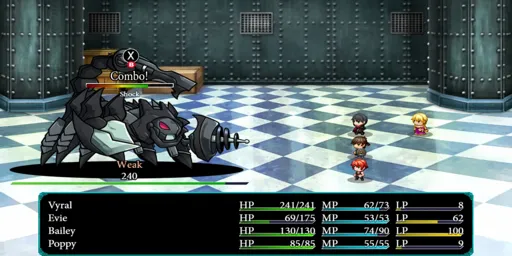 X
8
Combo!
Shock
Weak
240
Vyral HP 241/241 MP 62/73 LP 8
Evie HP 69/175 MP 53/53 LP 62
Bailey HP 130/130 MP 74/90 LP 100
Poppy HP 85/85 MP 55/55 LP 9